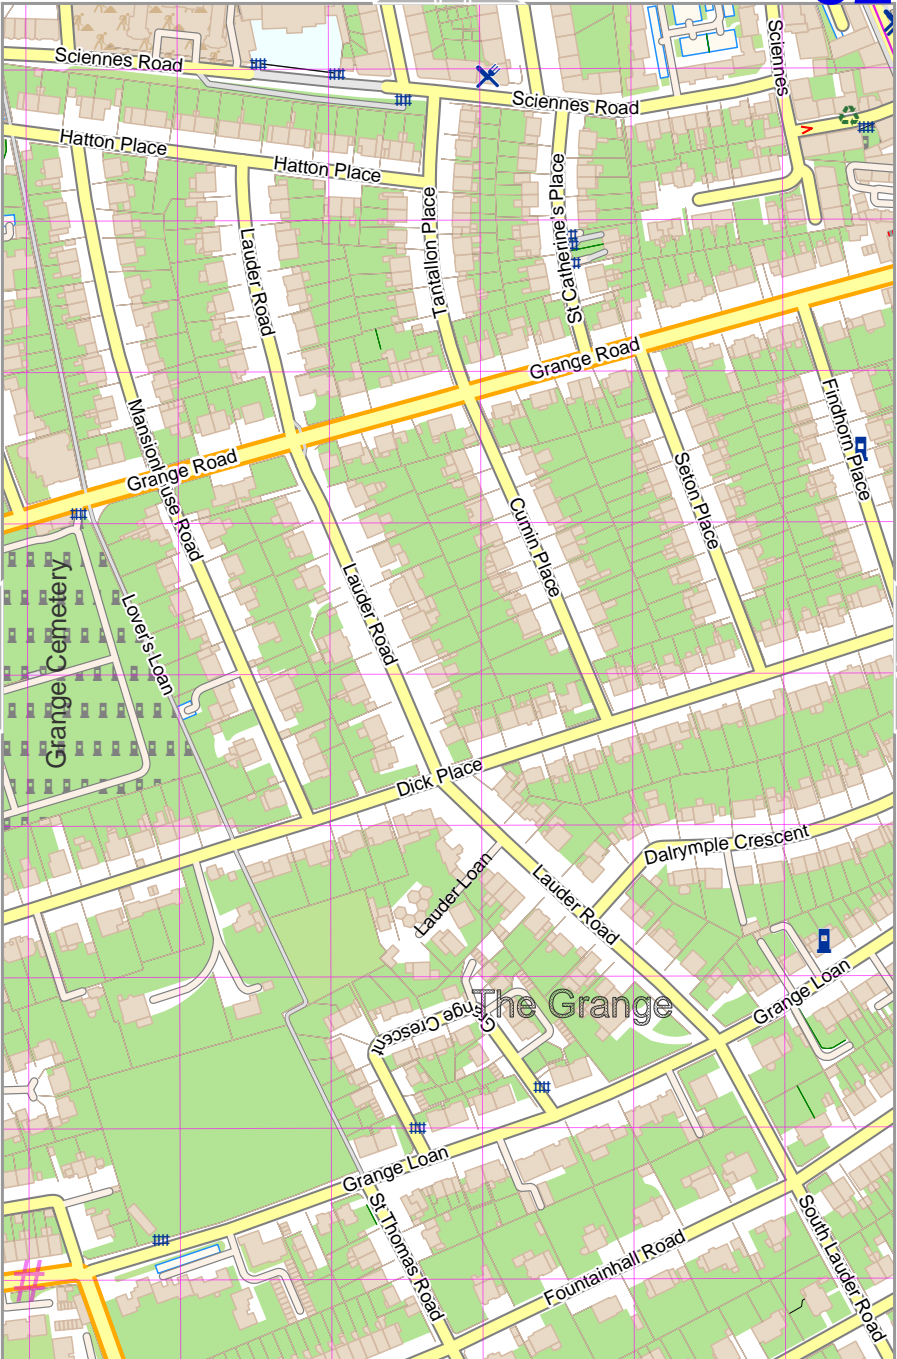 Sciennes Road
Sciennes
Sciennes Road
Hatton Place
Hatton Place
St Catherine's Place
Tantallon Place
Lauder Road
Grange Road
Findhorn Place
Mansionhouse Road
Grange Road
Seton Place
Cumin Place
Lauder Road
Grange Cemetery
Lover's Loan
Dick Place
Dalrymple Crescent
Lauder Loan
Lauder Road
Grange Loan
The Grange
Grange Crescent
Grange Loan
St Thomas Road
South Lauder Road
Fountainhall Road